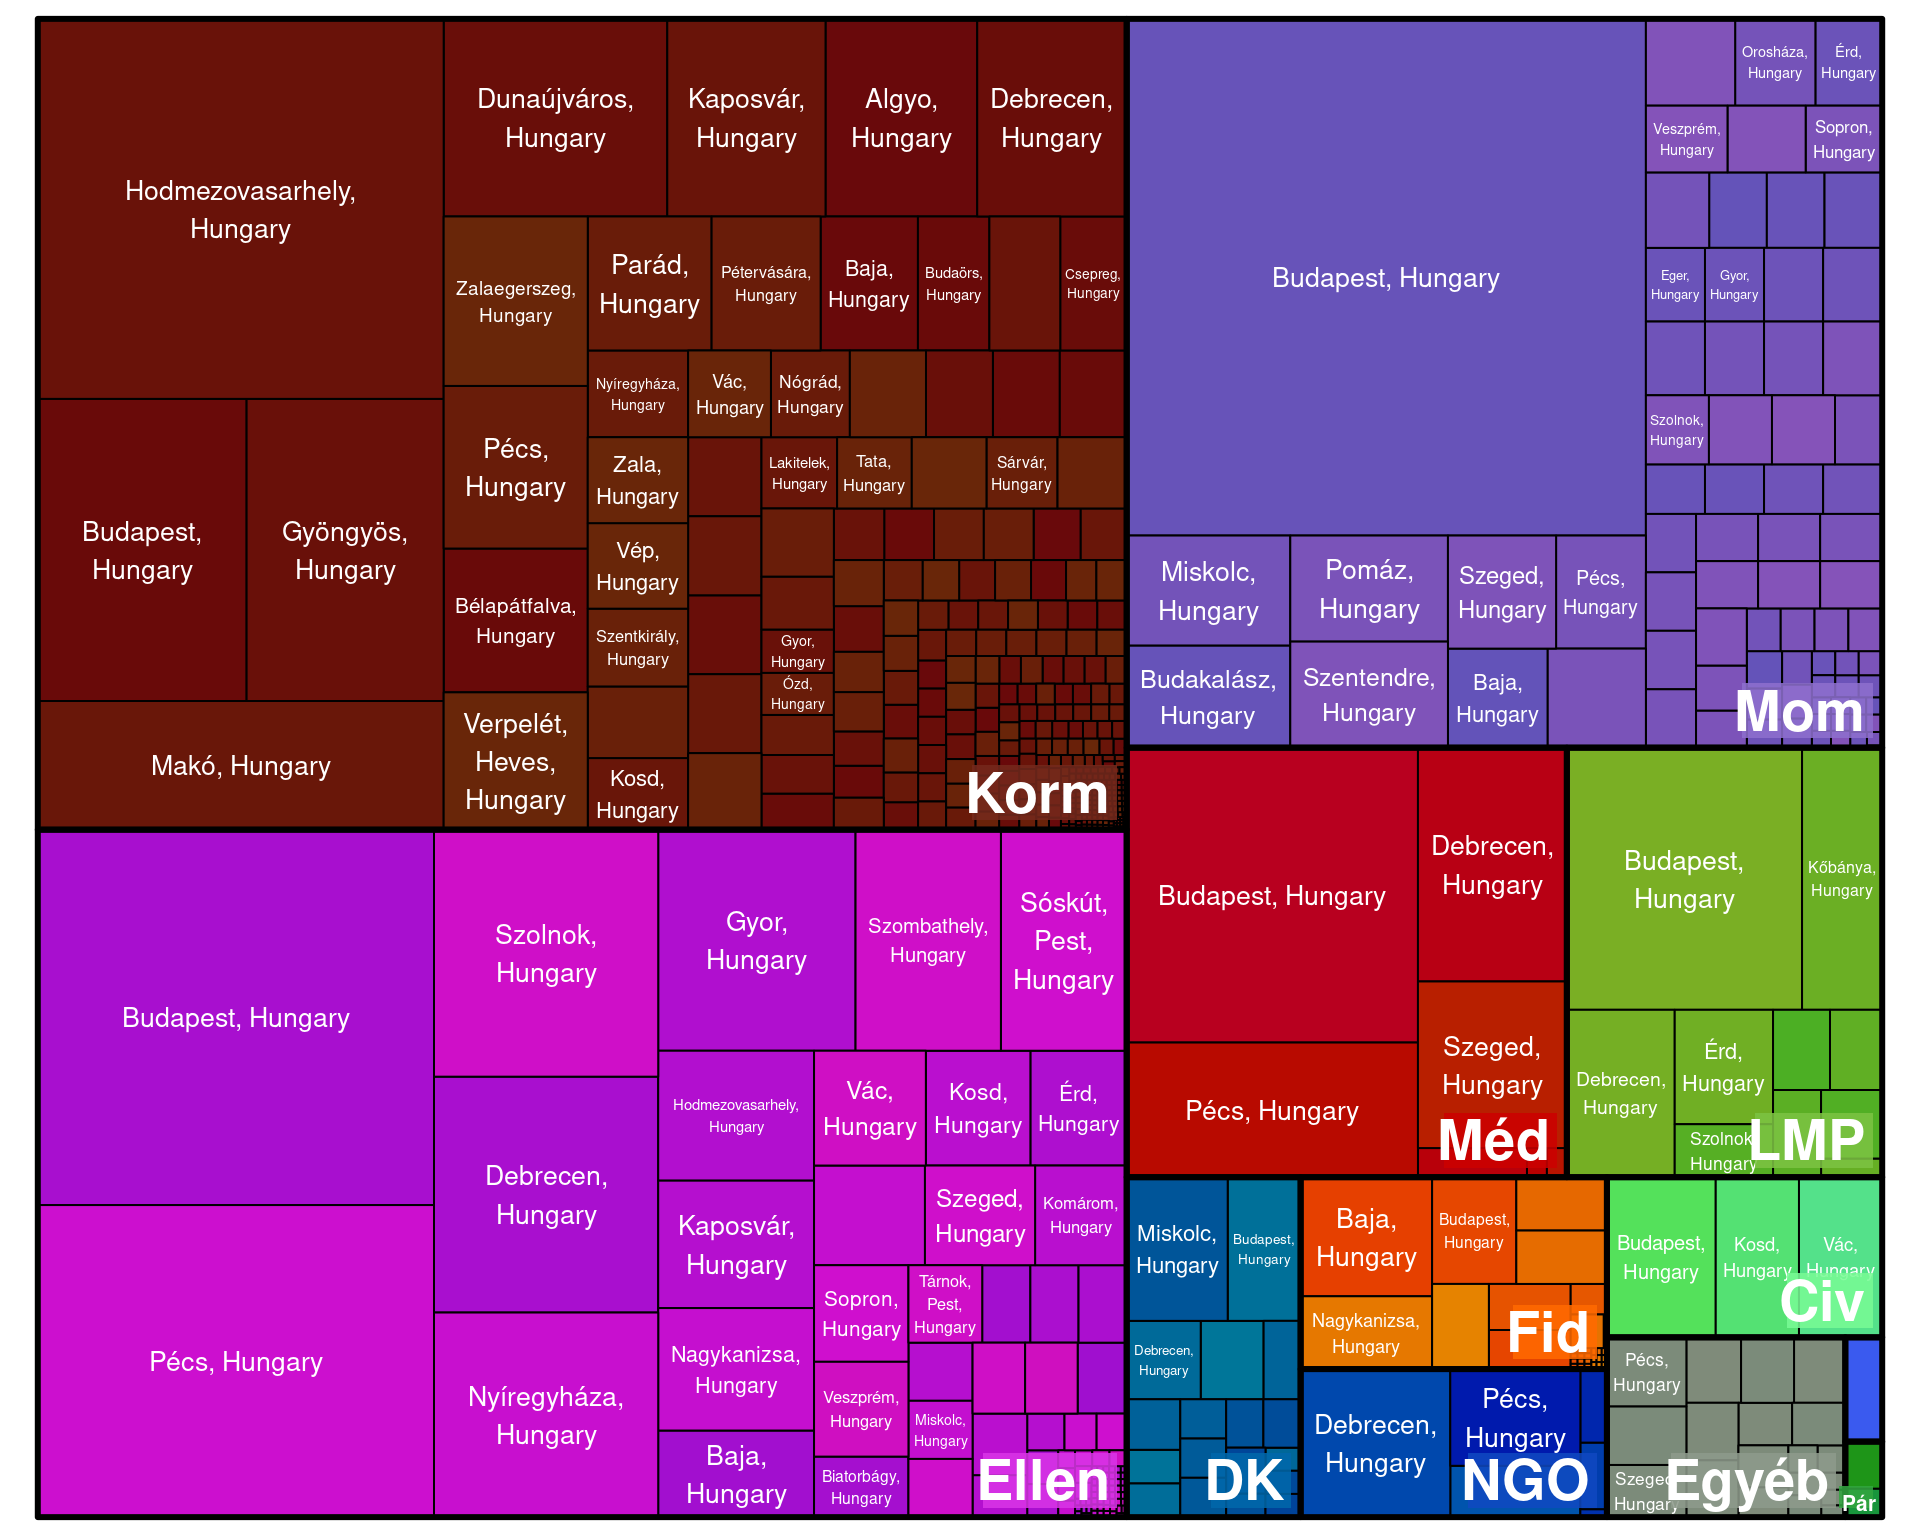 Hodmezovasarhely,
Hungary
Budapest,
Hungary
Gyöngyös,
Hungary
Makó, Hungary
Dunaújváros,
Hungary
Kaposvár,
Hungary
Algyo,
Hungary
Debrecen,
Hungary
Zalaegerszeg,
Hungary
Pécs,
Hungary
Bélapátfalva,
Hungary
Verpelét,
Heves,
Hungary
Parád,
Hungary
Pétervására,
Hungary
Baja,
Hungary
Budaörs,
Hungary
Csepreg,
Hungary
Nyíregyháza,
Hungary
Vác,
Hungary
Nógrád,
Hungary
Zala,
Hungary
Vép,
Hungary
Szentkirály,
Hungary
Kosd,
Hungary
Lakitelek,
Hungary
Tata,
Hungary
Sárvár,
Hungary
Gyor,
Hungary
Ózd,
Hungary
Korm
Budapest, Hungary
Miskolc,
Hungary
Budakalász,
Hungary
Pomáz,
Hungary
Szentendre,
Hungary
Szeged,
Hungary
Pécs,
Hungary
Baja,
Hungary
Orosháza,
Hungary
Érd,
Hungary
Veszprém,
Hungary
Sopron,
Hungary
Eger,
Hungary
Gyor,
Hungary
Szolnok,
Hungary
Mom
Budapest, Hungary
Pécs, Hungary
Szolnok,
Hungary
Debrecen,
Hungary
Nyíregyháza,
Hungary
Gyor,
Hungary
Szombathely,
Hungary
Sóskút,
Pest,
Hungary
Hodmezovasarhely,
Hungary
Kaposvár,
Hungary
Nagykanizsa,
Hungary
Baja,
Hungary
Vác,
Hungary
Kosd,
Hungary
Érd,
Hungary
Szeged,
Hungary
Komárom,
Hungary
Sopron,
Hungary
Tárnok,
Pest,
Hungary
Veszprém,
Hungary
Miskolc,
Hungary
Biatorbágy,
Hungary
Ellen
Budapest, Hungary
Pécs, Hungary
Debrecen,
Hungary
Szeged,
Hungary
Méd
Budapest,
Hungary
Kőbánya,
Hungary
Debrecen,
Hungary
Érd,
Hungary
Szolnok,
Hungary
LMP
Miskolc,
Hungary
Budapest,
Hungary
Debrecen,
Hungary
DK
Baja,
Hungary
Budapest,
Hungary
Nagykanizsa,
Hungary
Fid
Debrecen,
Hungary
Pécs,
Hungary
NGO
Budapest,
Hungary
Kosd,
Hungary
Vác,
Hungary
Civ
Pécs,
Hungary
Szeged,
Hungary
Egyéb
Pár